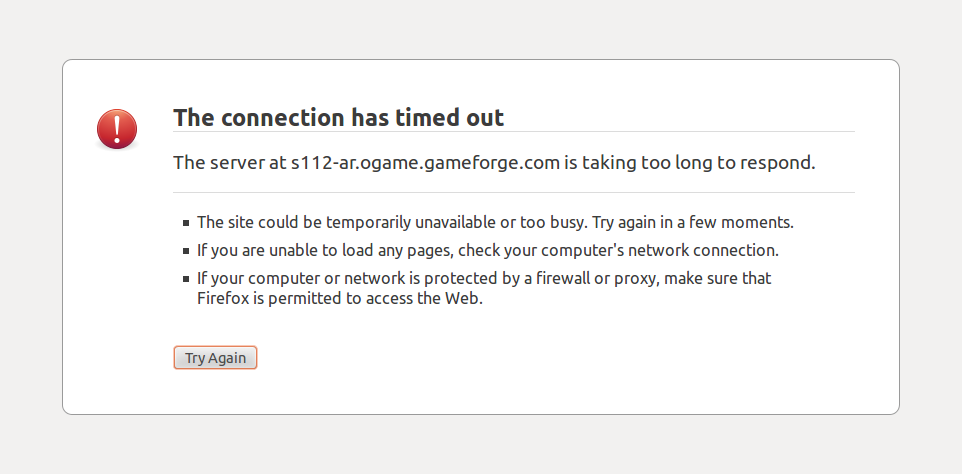 The connection has timed out
The server at s112-ar.ogame.gameforge.com is taking too long to respond.
The site could be temporarily unavailable or too busy. Try again in a few moments.
If you are unable to load any pages, check your computer's network connection.
If your computer or network is protected by a firewall or proxy, make sure that
Firefox is permitted to access the Web.
Try Again